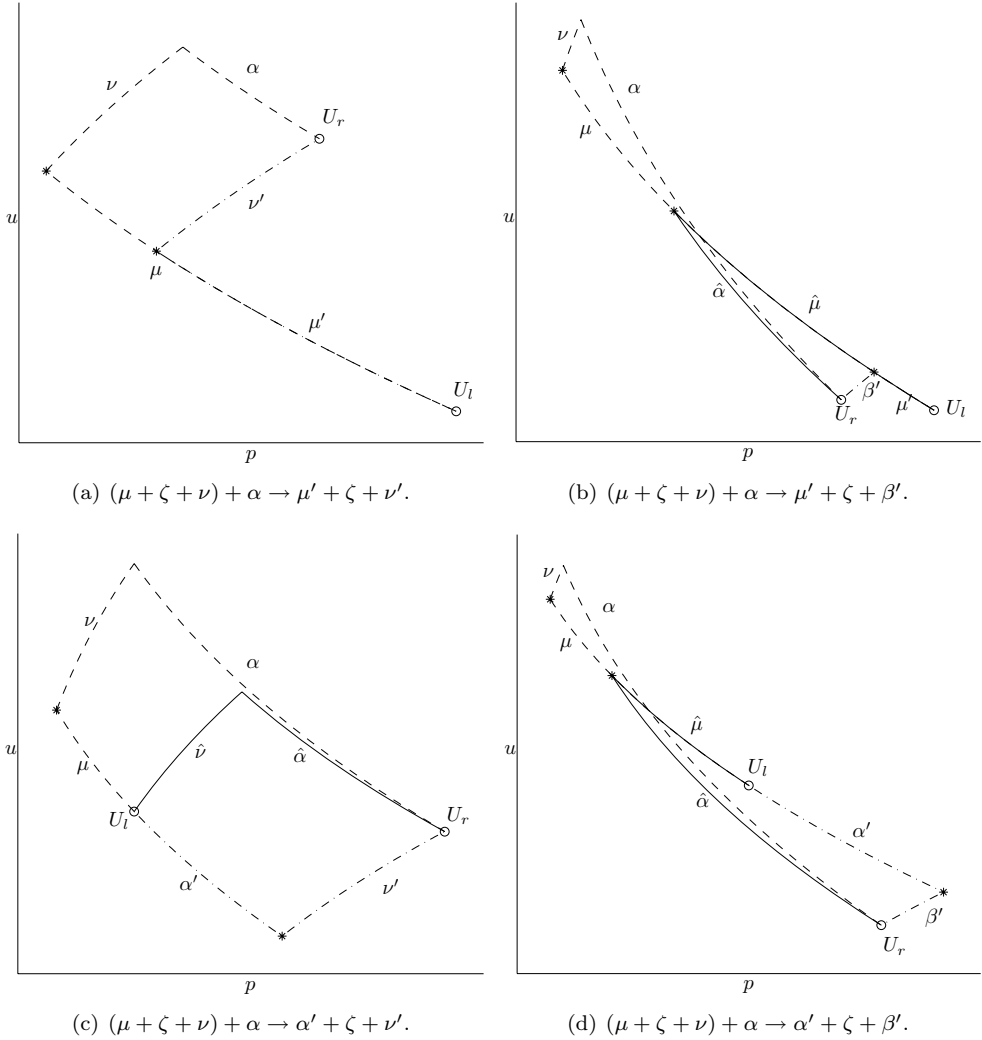 ν
α
U_r
ν′
u
μ
μ′
U_l
p
(a) (μ + ζ + ν) + α → μ′ + ζ + ν′.
ν
α
μ
u
α̂
μ̂
β′
U_r
μ′
U_l
p
(b) (μ + ζ + ν) + α → μ′ + ζ + β′.
ν
α
u
μ
ν̂
α̂
U_l
U_r
α′
ν′
p
(c) (μ + ζ + ν) + α → α′ + ζ + ν′.
ν
α
μ
u
μ̂
U_l
α̂
α′
β′
U_r
p
(d) (μ + ζ + ν) + α → α′ + ζ + β′.